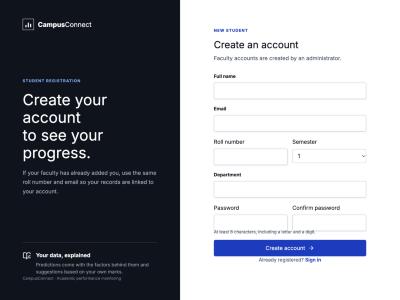 CampusConnect
STUDENT REGISTRATION
Create your
account
to see your
progress.
If your faculty has already added you, use the same
roll number and email so your records are linked to
your account.
Your data, explained
Predictions come with the factors behind them and
suggestions based on your own marks.
CampusConnect · Academic performance monitoring
NEW STUDENT
Create an account
Faculty accounts are created by an administrator.
Full name
Email
Roll number
Semester
1
Department
Password
Confirm password
At least 8 characters, including a letter and a digit.
Create account →
Already registered? Sign in